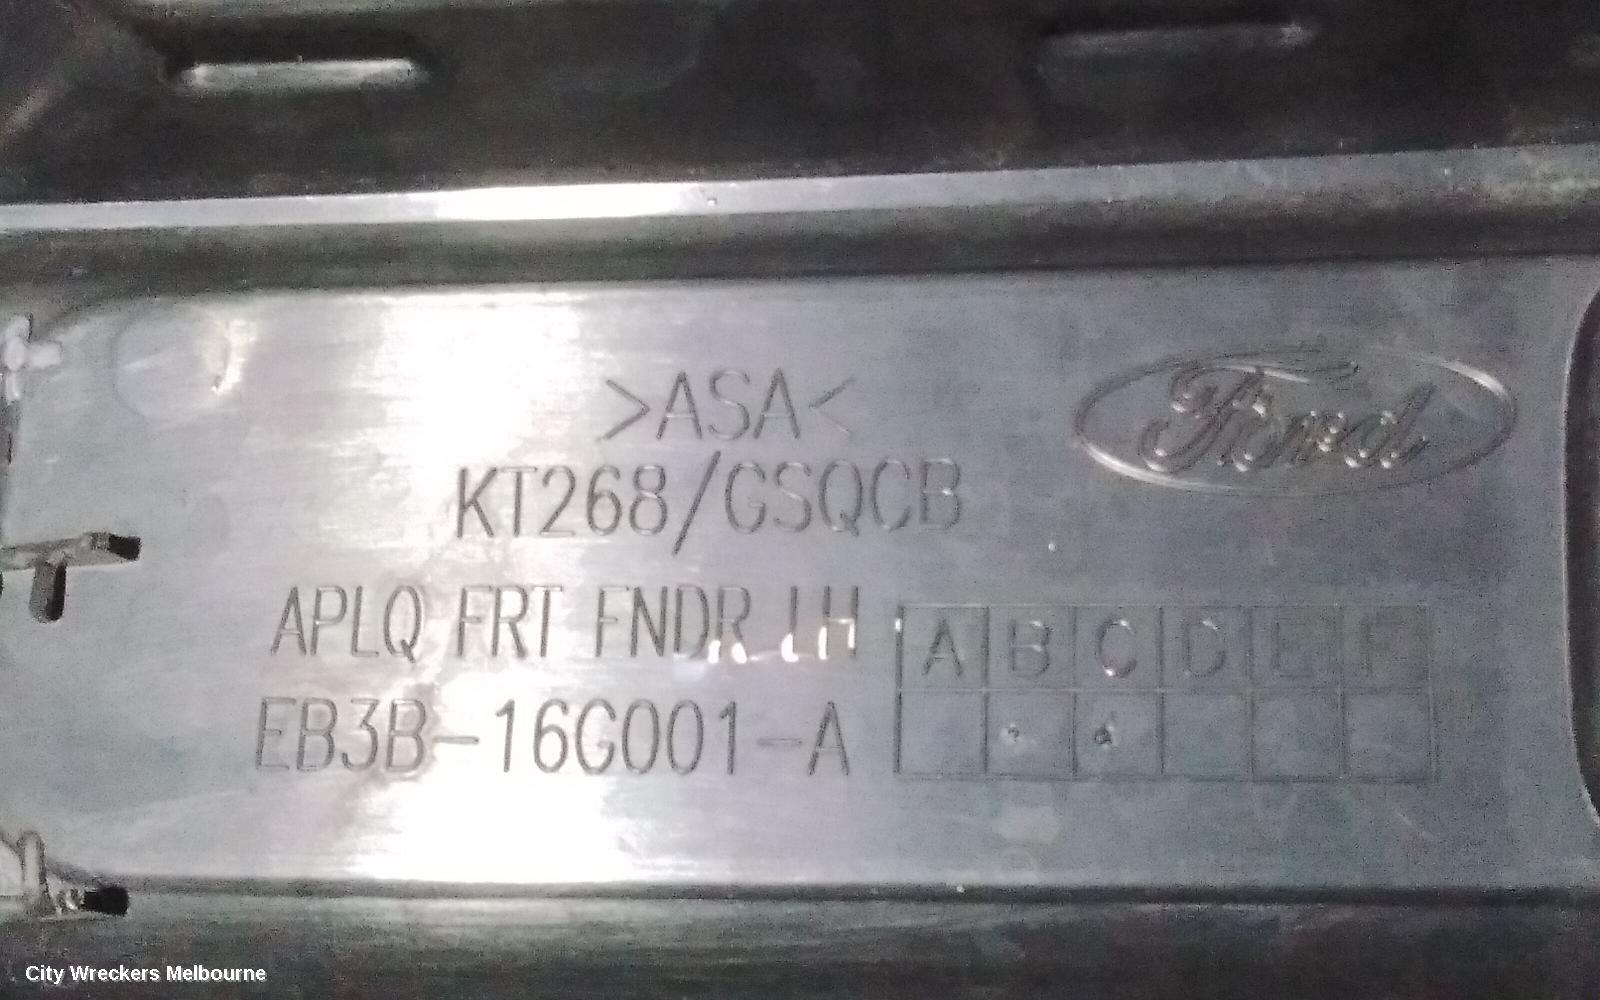 >ASA<
Ford
KT268/GSQCB
APLQ FRT FNDR LH
EB3B-16G001-A
A B C D E F
City Wreckers Melbourne